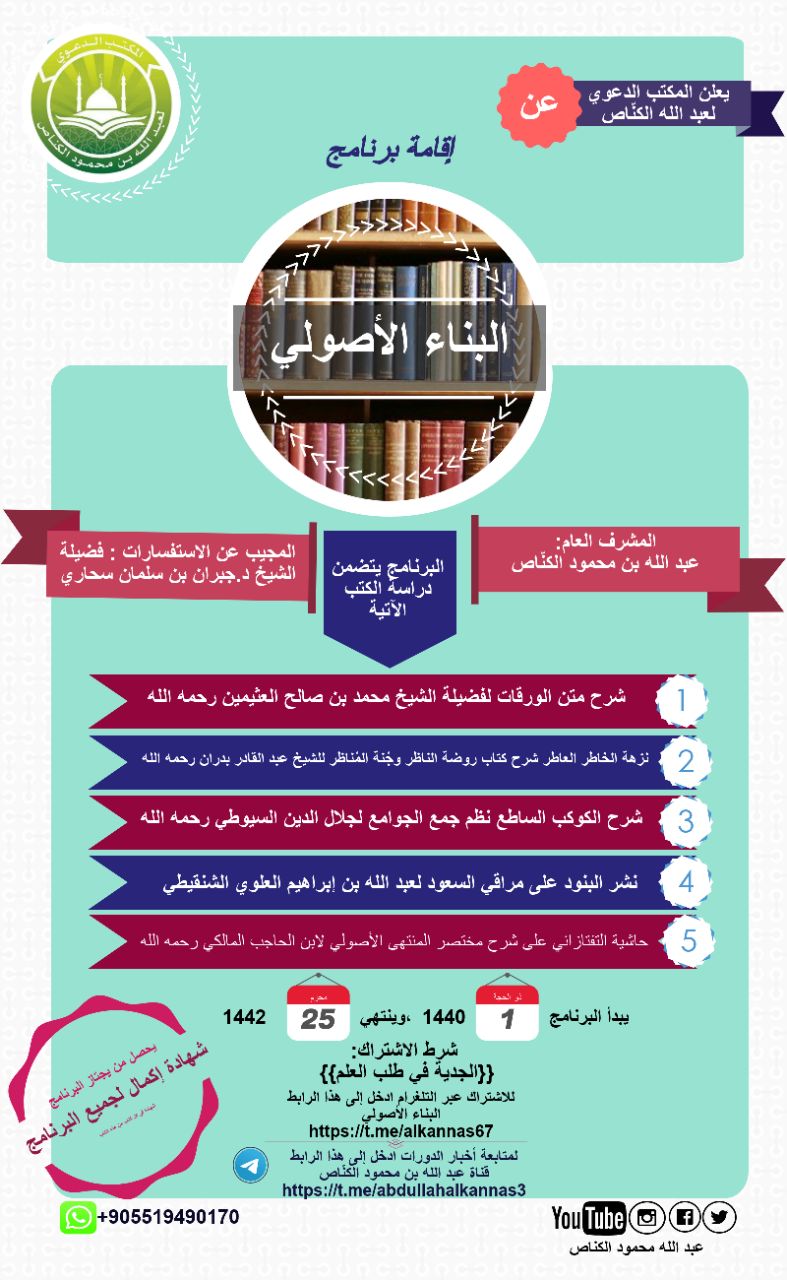 المكتب الدعوي
لعبد الله بن محمود الكناص
يعلن المكتب الدعوي
لعبد الله الكنّاص
عن
إقامة برنامج
البناء الأصولي
المشرف العام:
عبد الله بن محمود الكنّاص
البرنامج يتضمن
دراسة الكتب
الآتية
المجيب عن الاستفسارات : فضيلة
الشيخ د.جبران بن سلمان سحاري
1 شرح متن الورقات لفضيلة الشيخ محمد بن صالح العثيمين رحمه الله
2 نزهة الخاطر العاطر شرح كتاب روضة الناظر وجُنة المُناظر للشيخ عبد القادر بدران رحمه الله
3 شرح الكوكب الساطع نظم جمع الجوامع لجلال الدين السيوطي رحمه الله
4 نشر البنود على مراقي السعود لعبد الله بن إبراهيم العلوي الشنقيطي
5 حاشية التفتازاني على شرح مختصر المنتهى الأصولي لابن الحاجب المالكي رحمه الله
ذو الحجة
محرم
يبدأ البرنامج 1 1440 ،وينتهي 25 1442
شرط الاشتراك:
{{الجدية في طلب العلم}}
للاشتراك عبر التلغرام ادخل إلى هذا الرابط
البناء الأصولي
https://t.me/alkannas67
لمتابعة أخبار الدورات ادخل إلى هذا الرابط
قناة عبد الله بن محمود الكنّاص
https://t.me/abdullahalkannas3
يحصل من يجتاز البرنامج
شهادة إكمال لجميع البرنامج
+905519490170
YouTube
عبد الله محمود الكناص